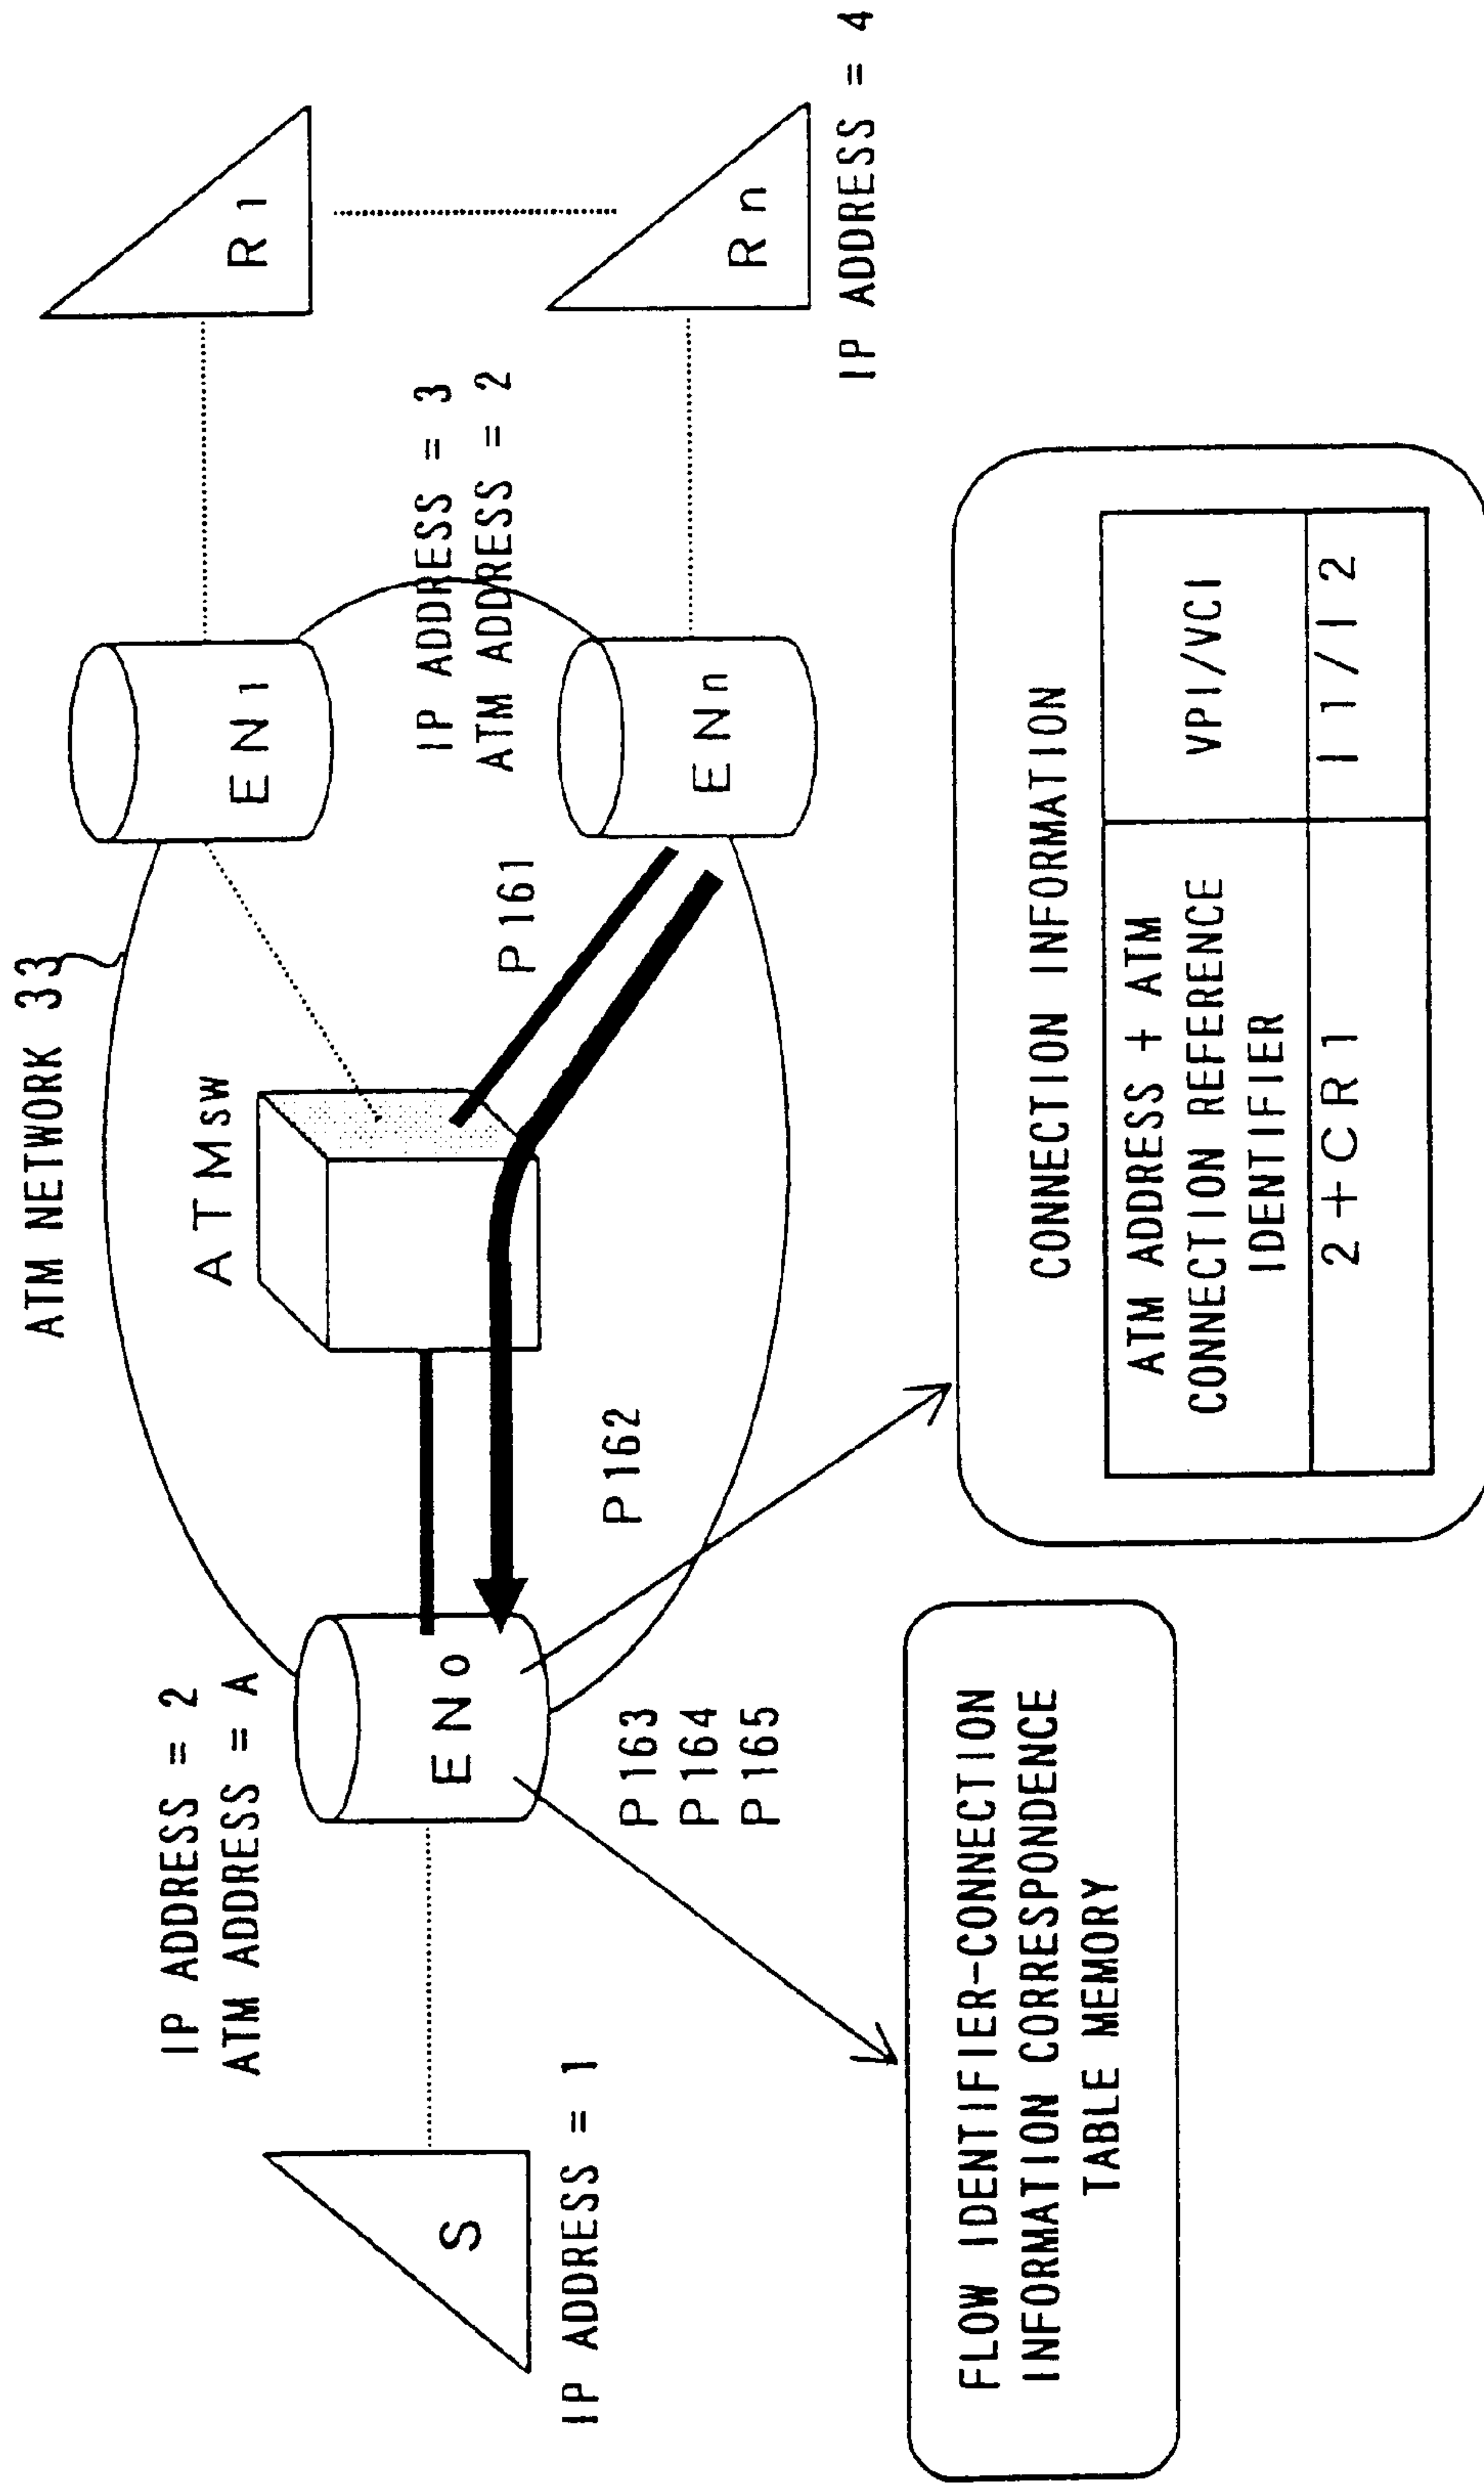 ATM NETWORK 33
IP ADDRESS = 2
ATM ADDRESS = A
ATMSW
EN1
R1
S
IP ADDRESS = 1
EN0
P161
IP ADDRESS = 3
ATM ADDRESS = 2
ENn
Rn
IP ADDRESS = 4
P162
P163
P164
P165
FLOW IDENTIFIER-CONNECTION
INFORMATION CORRESPONDENCE
TABLE MEMORY
CONNECTION INFORMATION
ATM ADDRESS + ATM
CONNECTION REFERENCE
IDENTIFIER
VPI/VCI
2+CR1
11/12